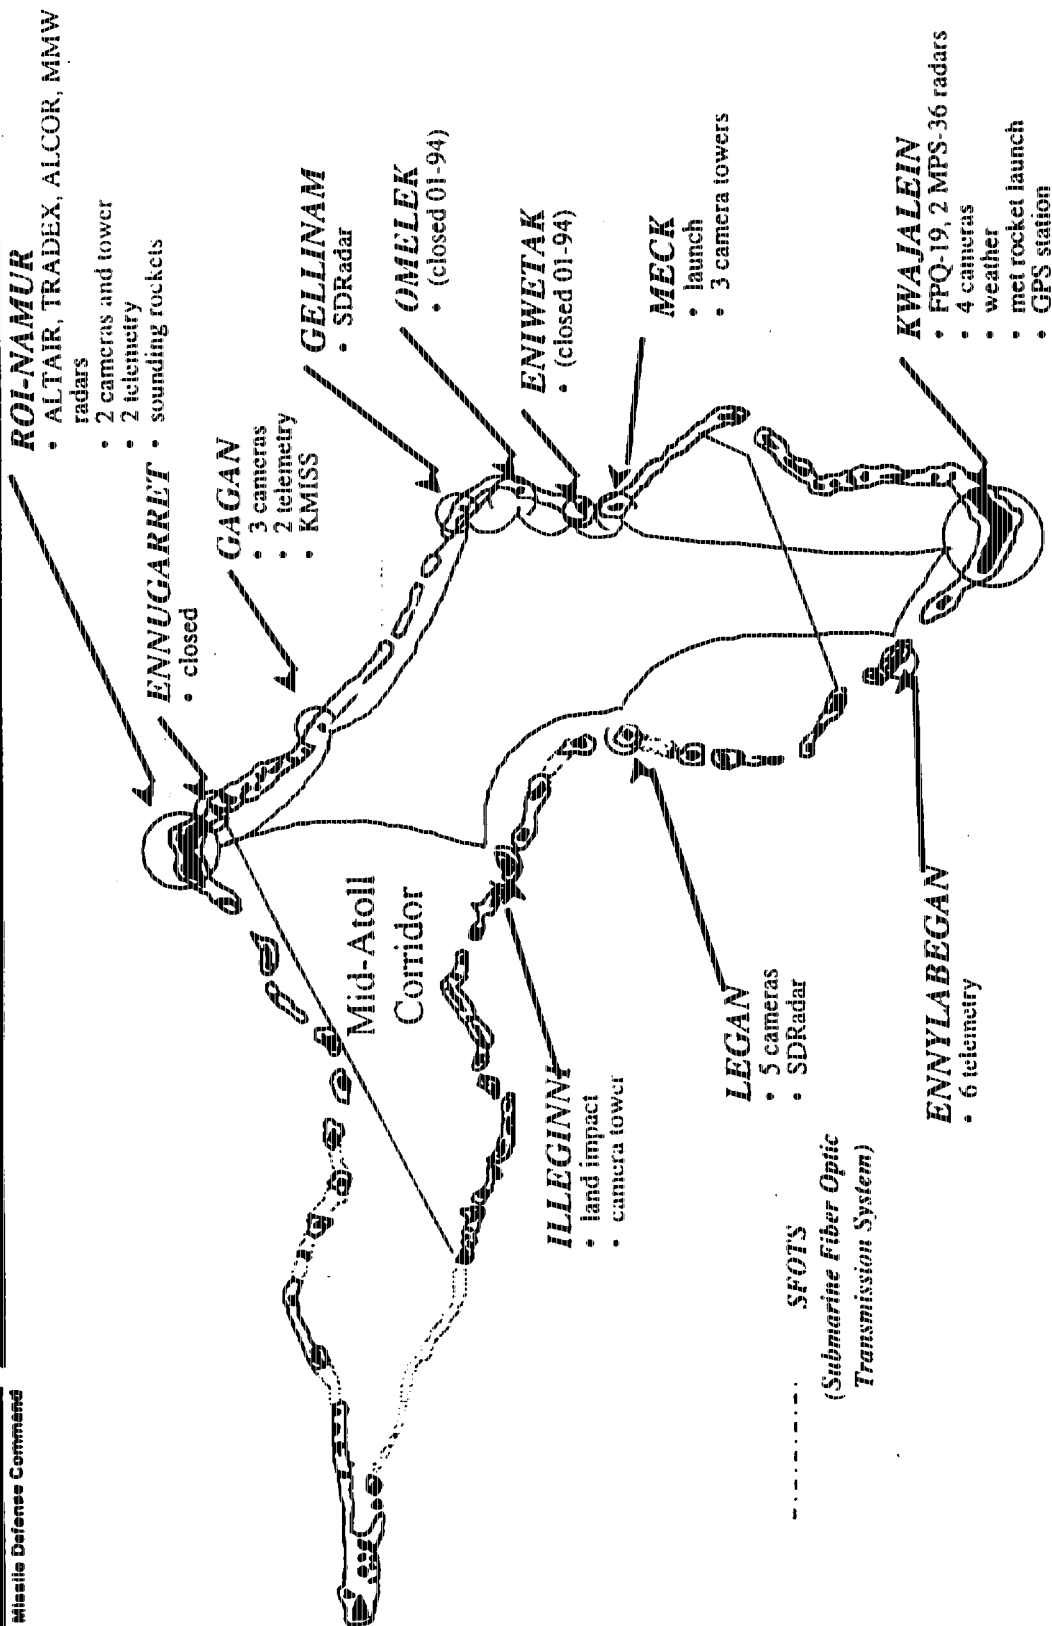 Missile Defense Command
ROI-NAMUR
• ALTAIR, TRADEX, ALCOR, MMW
radars
• 2 cameras and tower
• 2 telemetry
• sounding rockets
ENNUGARRET
• closed
GAGAN
• 3 cameras
• 2 telemetry
• KMISS
GELLINAM
• SDRadar
OMELEK
• (closed 01-94)
ENIWETAK
• (closed 01-94)
MECK
• launch
• 3 camera towers
KWAJALEIN
• FPQ-19, 2 MPS-36 radars
• 4 cameras
• weather
• met rocket launch
• GPS station
Mid-Atoll
Corridor
ILLEGINNI
• land impact
• camera tower
LEGAN
• 5 cameras
• SDRadar
ENNYLABEGAN
• 6 telemetry
SFOTS
(Submarine Fiber Optic
Transmission System)